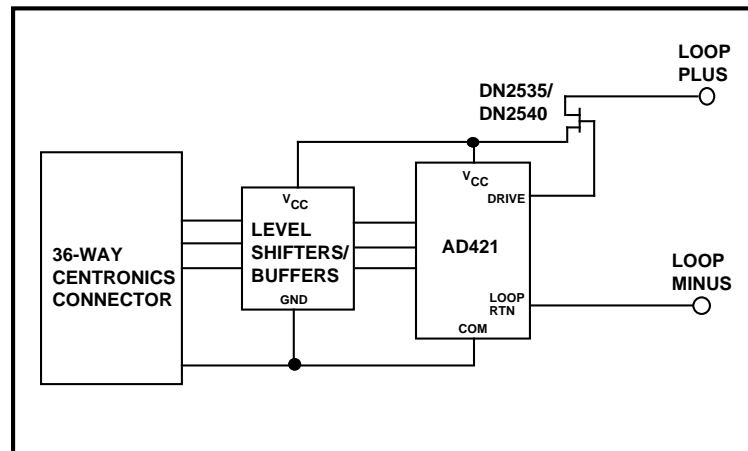 LOOP
PLUS
DN2535/
DN2540
VCC
VCC
DRIVE
36-WAY
CENTRONICS
CONNECTOR
LEVEL
SHIFTERS/
BUFFERS
GND
AD421
LOOP
RTN
COM
LOOP
MINUS